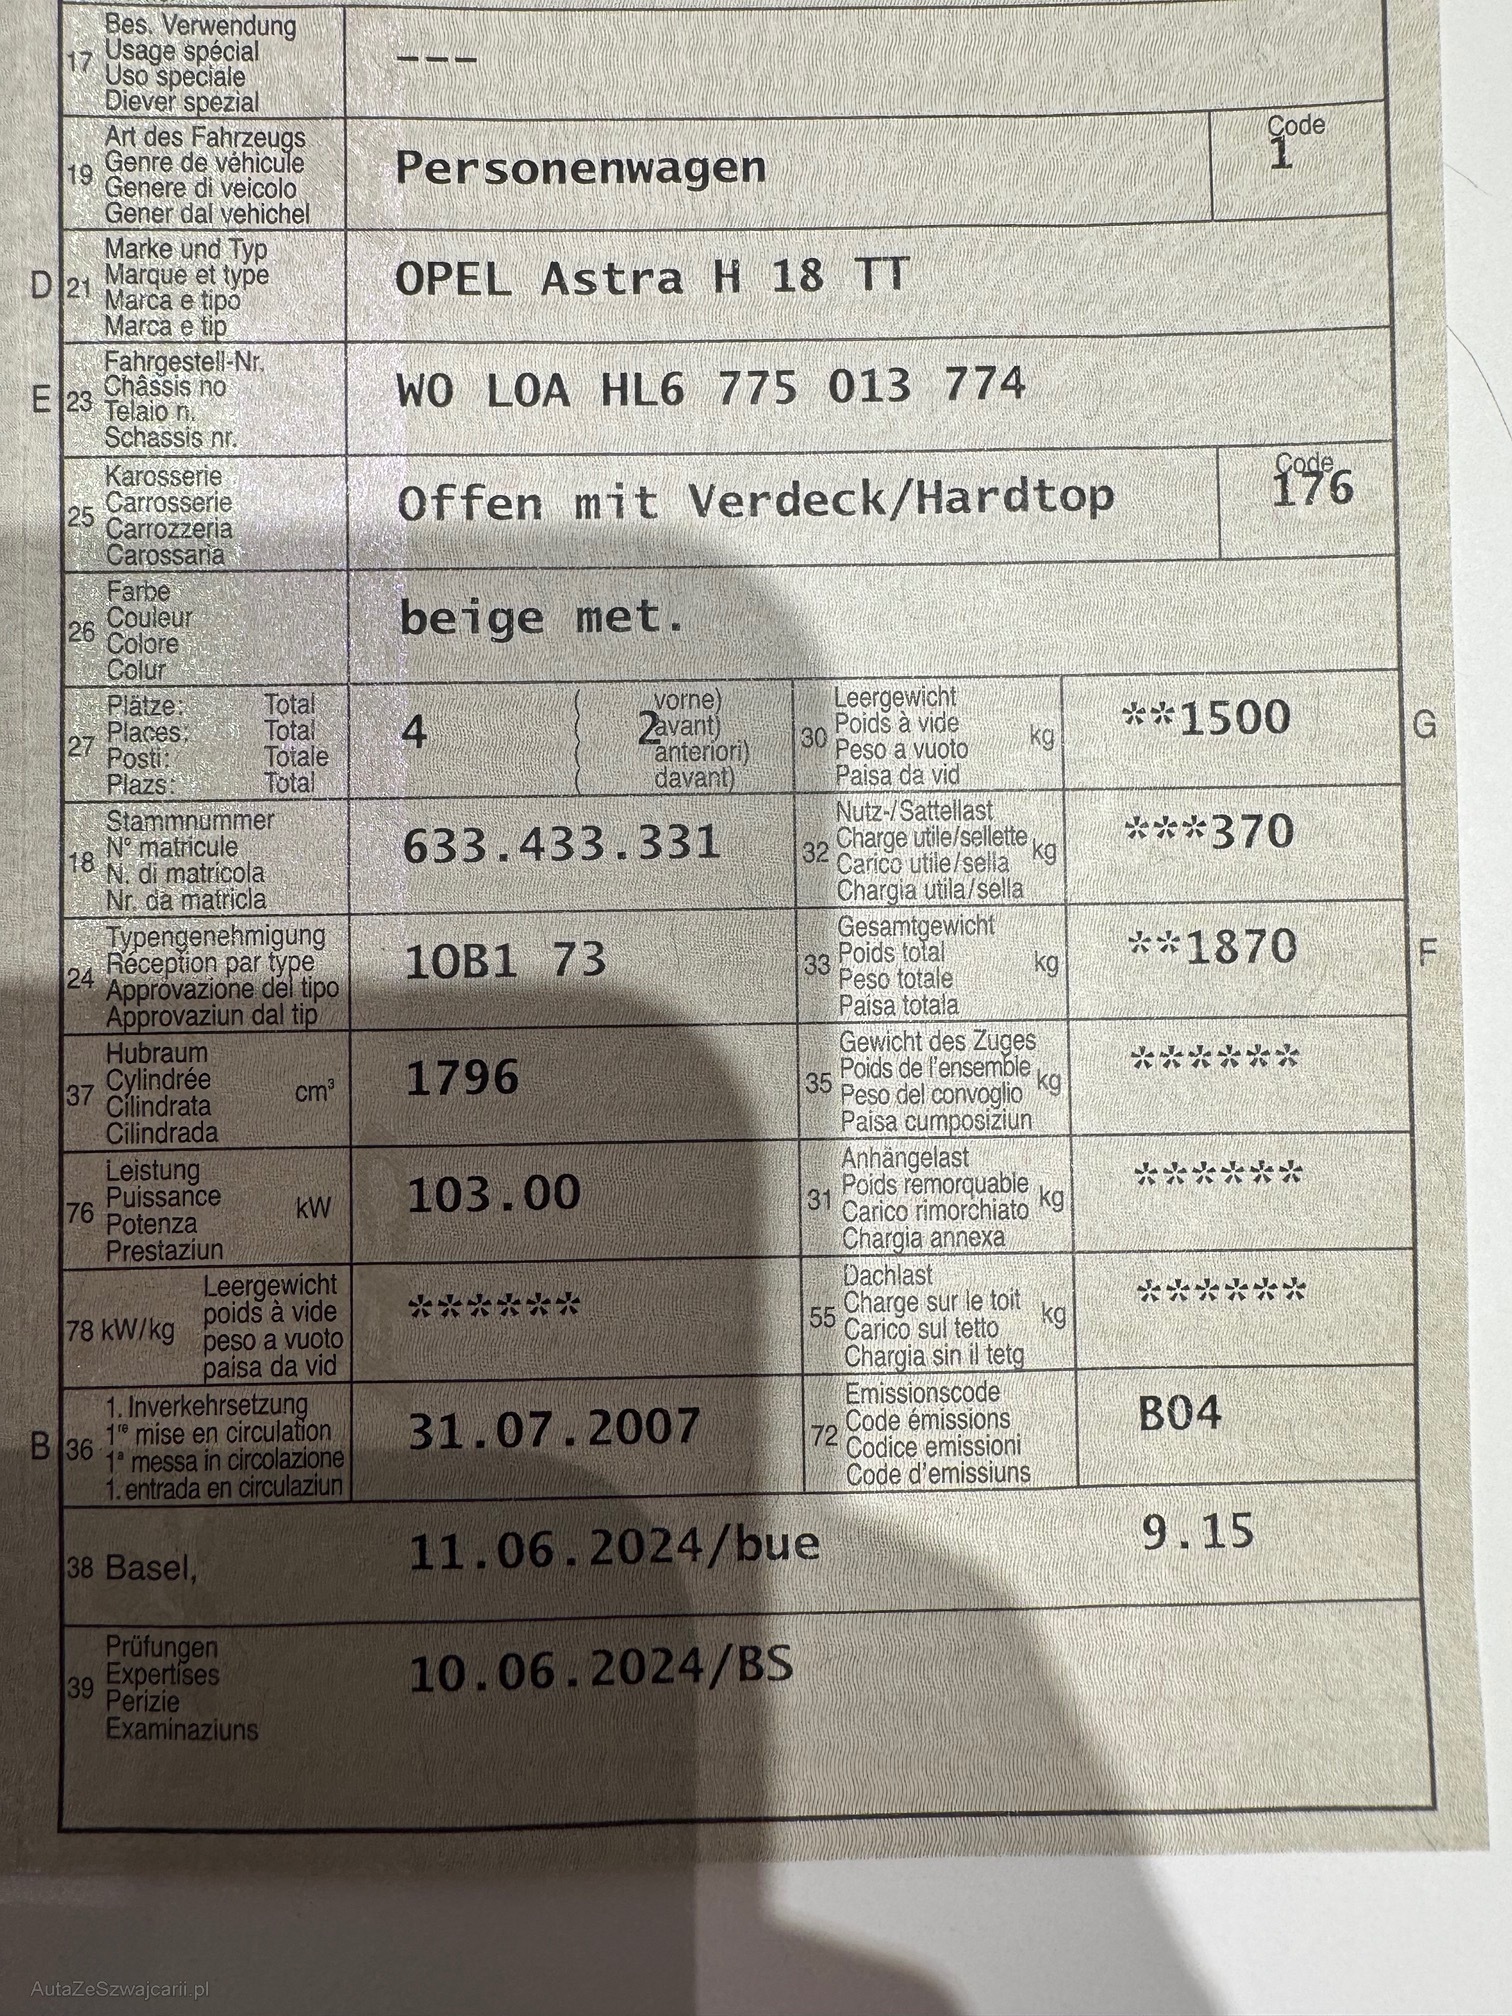 17 Bes. Verwendung
Usage spécial
Uso speciale
Diever spezial
---
19 Art des Fahrzeugs
Genre de véhicule
Genere di veicolo
Gener dal vehichel
Personenwagen
Code
1
D 21 Marke und Typ
Marque et type
Marca e tipo
Marca e tip
OPEL Astra H 18 TT
E 23 Fahrgestell-Nr.
Châssis no
Telaio n.
Schassis nr.
WO LOA HL6 775 013 774
25 Karosserie
Carrosserie
Carrozzeria
Carossaria
Offen mit Verdeck/Hardtop
Code
176
26 Farbe
Couleur
Colore
Colur
beige met.
27 Plätze: Total
Places: Total
Posti: Totale
Plazs: Total
4
( 2 vorne)
( avant)
( anteriori)
( davant)
30 Leergewicht
Poids à vide
Peso a vuoto
Paisa da vid
kg
**1500
G
18 Stammnummer
N° matricule
N. di matricola
Nr. da matricla
633.433.331
32 Nutz-/Sattellast
Charge utile/sellette
Carico utile/sella
Chargia utila/sella
kg
***370
24 Typengenehmigung
Réception par type
Approvazione del tipo
Approvaziun dal tip
1OB1 73
33 Gesamtgewicht
Poids total
Peso totale
Paisa totala
kg
**1870
F
37 Hubraum
Cylindrée
Cilindrata
Cilindrada
cm³
1796
35 Gewicht des Zuges
Poids de l'ensemble
Peso del convoglio
Paisa cumposiziun
kg
******
76 Leistung
Puissance
Potenza
Prestaziun
kW
103.00
31 Anhängelast
Poids remorquable
Carico rimorchiato
Chargia annexa
kg
******
78 kW/kg
Leergewicht
poids à vide
peso a vuoto
paisa da vid
******
55 Dachlast
Charge sur le toit
Carico sul tetto
Chargia sin il tetg
kg
******
B 36 1. Inverkehrsetzung
1re mise en circulation
1a messa in circolazione
1. entrada en circulaziun
31.07.2007
72 Emissionscode
Code émissions
Codice emissioni
Code d'emissiuns
B04
38 Basel,
11.06.2024/bue
9.15
39 Prüfungen
Expertises
Perizie
Examinaziuns
10.06.2024/BS
AutaZeSzwajcarii.pl